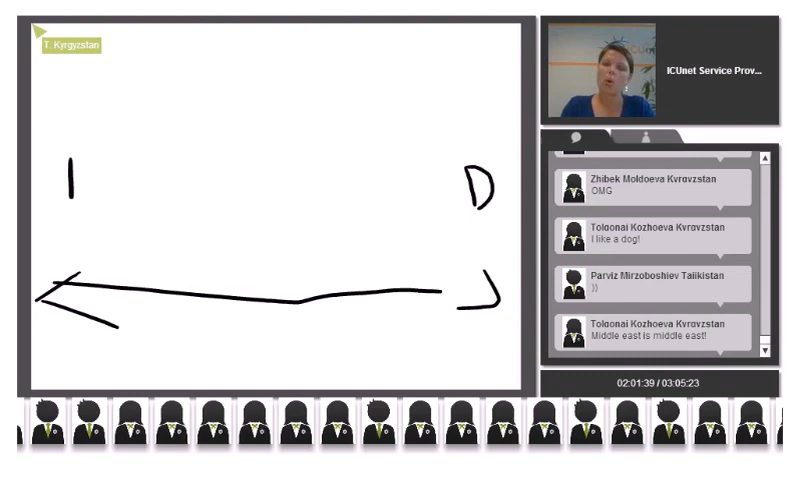 T. Kyrgyzstan
I
D
ICUnet Service Prov...
Zhibek Moldoeva Kyrgyzstan
OMG
Tolgonai Kozhoeva Kyrgyzstan
I like a dog!
Parviz Mirzoboshiev Tajikistan
))
Tolgonai Kozhoeva Kyrgyzstan
Middle east is middle east!
02:01:39 / 03:05:23